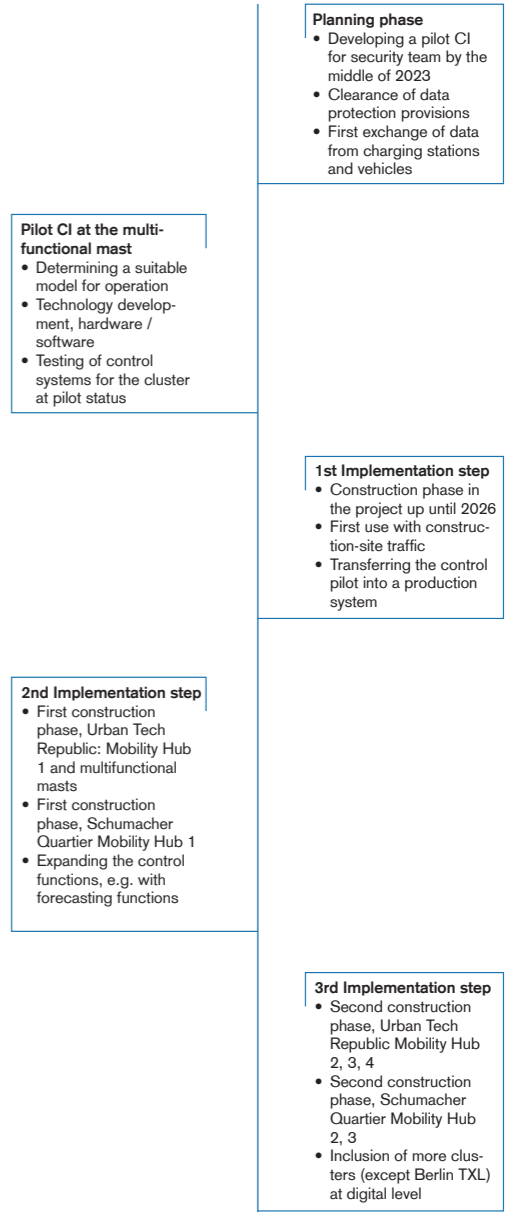 Planning phase
• Developing a pilot CI
for security team by the
middle of 2023
• Clearance of data
protection provisions
• First exchange of data
from charging stations
and vehicles
Pilot CI at the multi-
functional mast
• Determining a suitable
model for operation
• Technology develop-
ment, hardware /
software
• Testing of control
systems for the cluster
at pilot status
1st Implementation step
• Construction phase in
the project up until 2026
• First use with construc-
tion-site traffic
• Transferring the control
pilot into a production
system
2nd Implementation step
• First construction
phase, Urban Tech
Republic: Mobility Hub
1 and multifunctional
masts
• First construction
phase, Schumacher
Quartier Mobility Hub 1
• Expanding the control
functions, e.g. with
forecasting functions
3rd Implementation step
• Second construction
phase, Urban Tech
Republic Mobility Hub
2, 3, 4
• Second construction
phase, Schumacher
Quartier Mobility Hub
2, 3
• Inclusion of more clus-
ters (except Berlin TXL)
at digital level